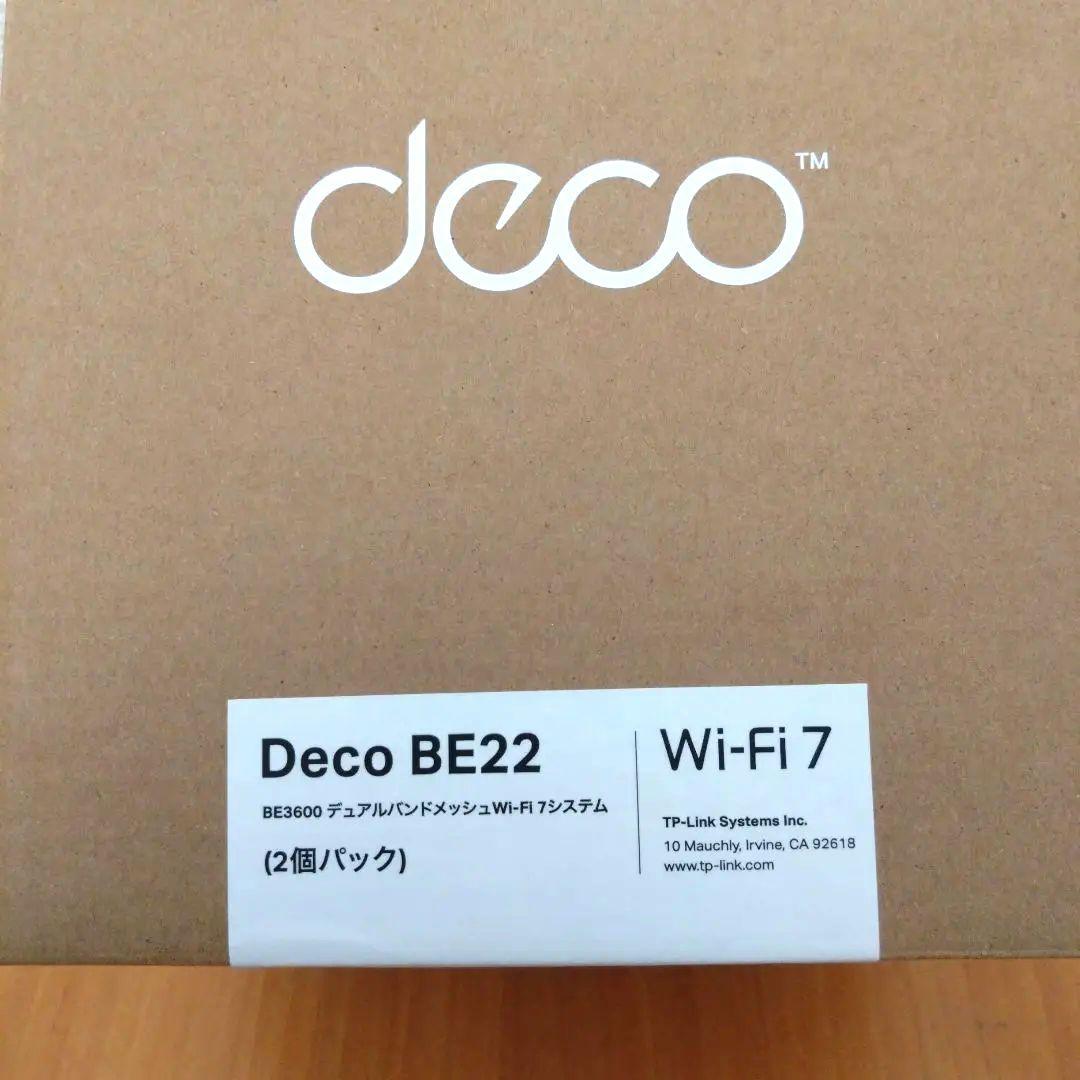 deco™
Deco BE22
BE3600 デュアルバンドメッシュWi-Fi 7システム
(2個パック)
Wi-Fi 7
TP-Link Systems Inc.
10 Mauchly, Irvine, CA 92618
www.tp-link.com